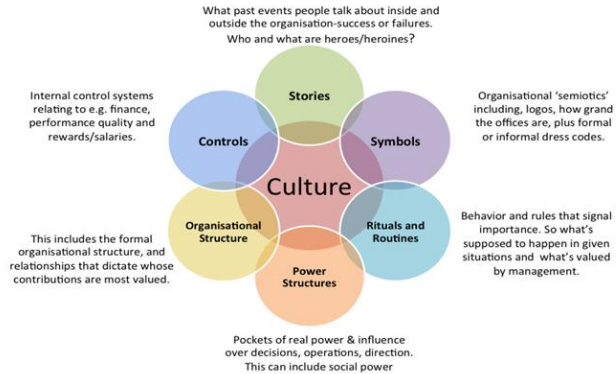 What past events people talk about inside and
outside the organisation-success or failures.
Who and what are heroes/heroines?
Stories
Internal control systems
relating to e.g. finance,
performance quality and
rewards/salaries.
Controls
Symbols
Organisational ‘semiotics’
including, logos, how grand
the offices are, plus formal
or informal dress codes.
Culture
This includes the formal
organisational structure, and
relationships that dictate whose
contributions are most valued.
Organisational
Structure
Rituals and
Routines
Behavior and rules that signal
importance. So what’s
supposed to happen in given
situations and what’s valued
by management.
Power
Structures
Pockets of real power & influence
over decisions, operations, direction.
This can include social power